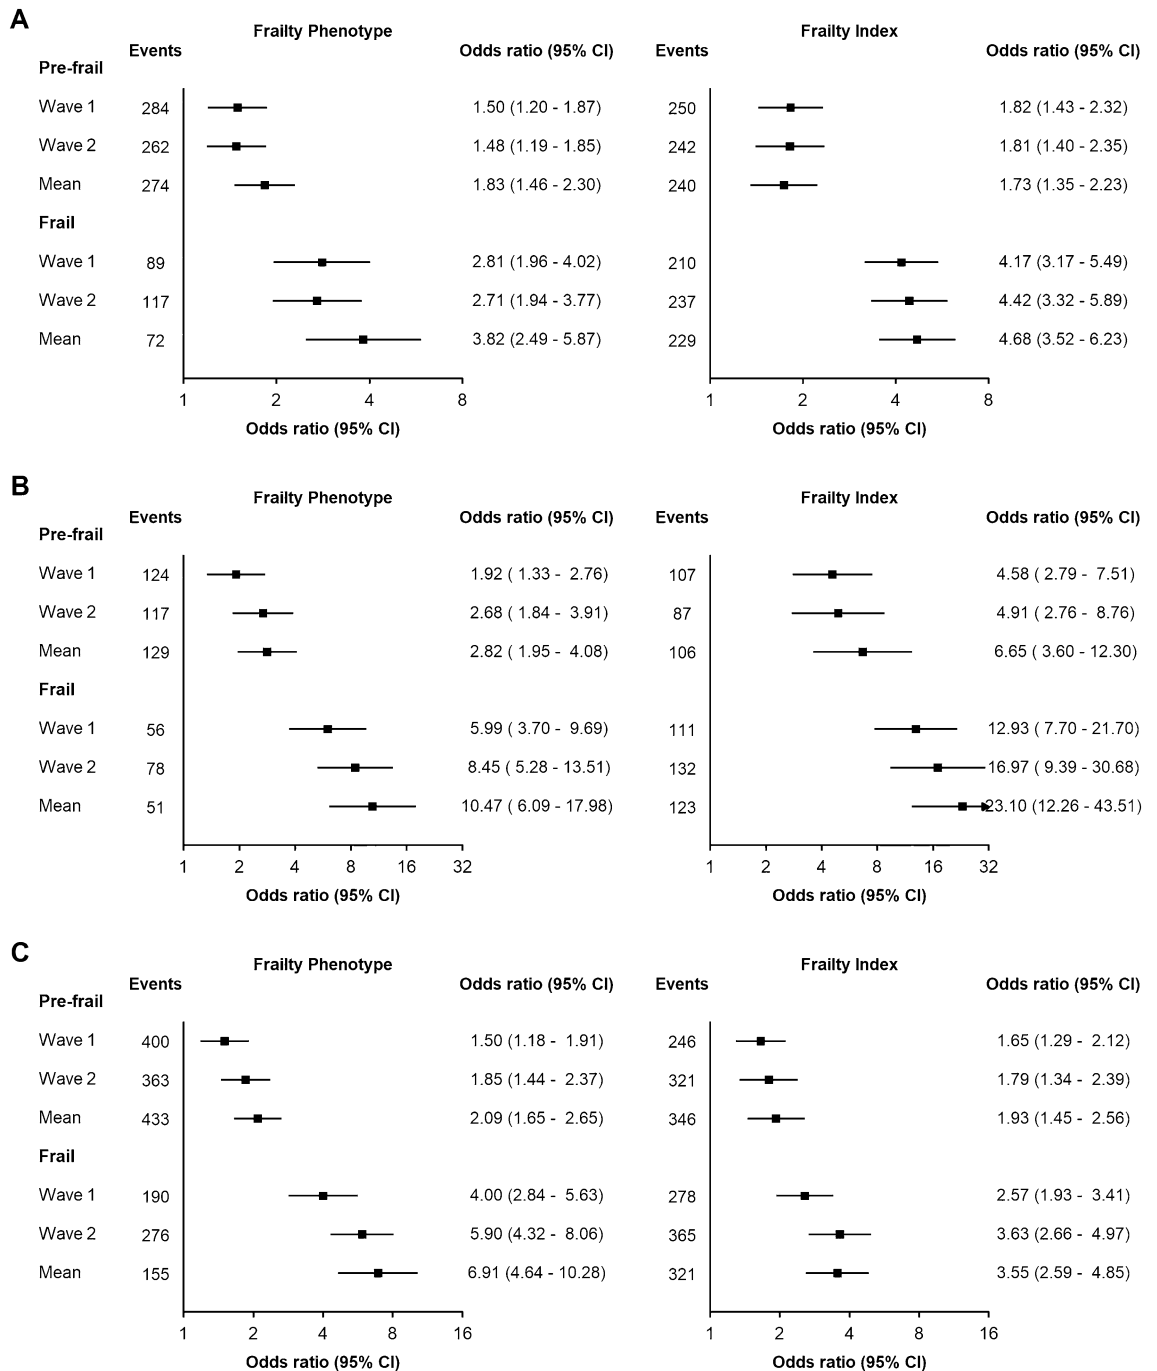 A
Frailty Phenotype Frailty Index
Events Odds ratio (95% CI) Events Odds ratio (95% CI)
Pre-frail
Wave 1 284 1.50 (1.20 - 1.87) 250 1.82 (1.43 - 2.32)
Wave 2 262 1.48 (1.19 - 1.85) 242 1.81 (1.40 - 2.35)
Mean 274 1.83 (1.46 - 2.30) 240 1.73 (1.35 - 2.23)
Frail
Wave 1 89 2.81 (1.96 - 4.02) 210 4.17 (3.17 - 5.49)
Wave 2 117 2.71 (1.94 - 3.77) 237 4.42 (3.32 - 5.89)
Mean 72 3.82 (2.49 - 5.87) 229 4.68 (3.52 - 6.23)
1 2 4 8 1 2 4 8
Odds ratio (95% CI) Odds ratio (95% CI)
B
Frailty Phenotype Frailty Index
Events Odds ratio (95% CI) Events Odds ratio (95% CI)
Pre-frail
Wave 1 124 1.92 ( 1.33 - 2.76) 107 4.58 ( 2.79 - 7.51)
Wave 2 117 2.68 ( 1.84 - 3.91) 87 4.91 ( 2.76 - 8.76)
Mean 129 2.82 ( 1.95 - 4.08) 106 6.65 ( 3.60 - 12.30)
Frail
Wave 1 56 5.99 ( 3.70 - 9.69) 111 12.93 ( 7.70 - 21.70)
Wave 2 78 8.45 ( 5.28 - 13.51) 132 16.97 ( 9.39 - 30.68)
Mean 51 10.47 ( 6.09 - 17.98) 123 23.10 (12.26 - 43.51)
1 2 4 8 16 32 1 2 4 8 16 32
Odds ratio (95% CI) Odds ratio (95% CI)
C
Frailty Phenotype Frailty Index
Events Odds ratio (95% CI) Events Odds ratio (95% CI)
Pre-frail
Wave 1 400 1.50 (1.18 - 1.91) 246 1.65 (1.29 - 2.12)
Wave 2 363 1.85 (1.44 - 2.37) 321 1.79 (1.34 - 2.39)
Mean 433 2.09 (1.65 - 2.65) 346 1.93 (1.45 - 2.56)
Frail
Wave 1 190 4.00 (2.84 - 5.63) 278 2.57 (1.93 - 3.41)
Wave 2 276 5.90 (4.32 - 8.06) 365 3.63 (2.66 - 4.97)
Mean 155 6.91 (4.64 - 10.28) 321 3.55 (2.59 - 4.85)
1 2 4 8 16 1 2 4 8 16
Odds ratio (95% CI) Odds ratio (95% CI)